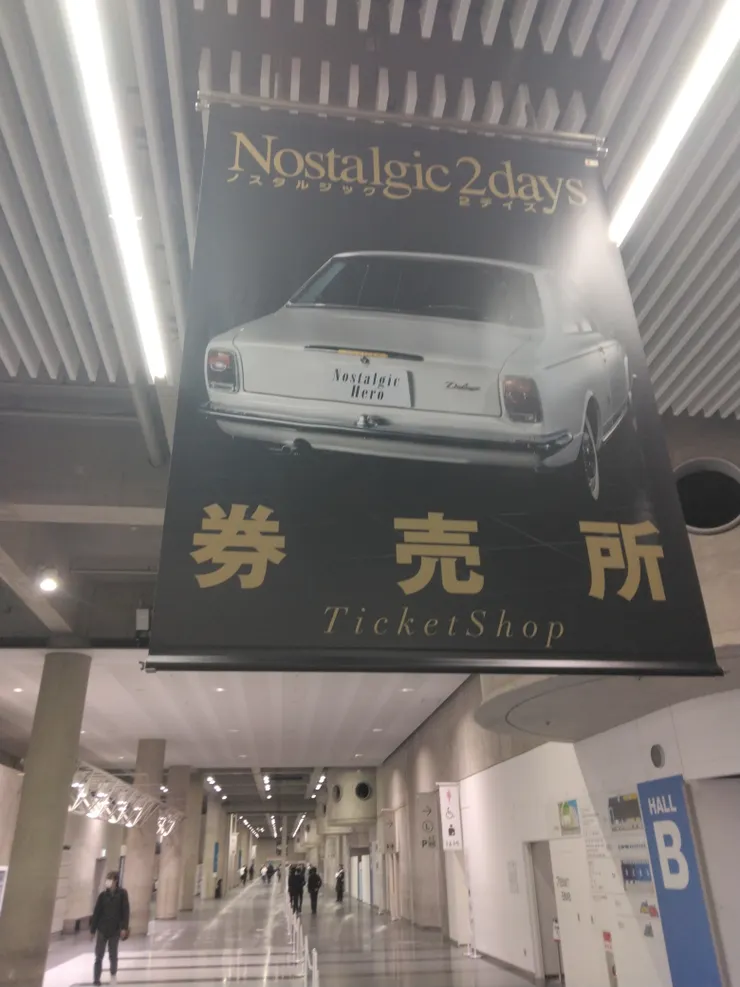 Nostalgic 2days
ノスタルジック 2デイズ
Nostalgic
Hero
Deluxe
券売所
TicketShop
HALL
B